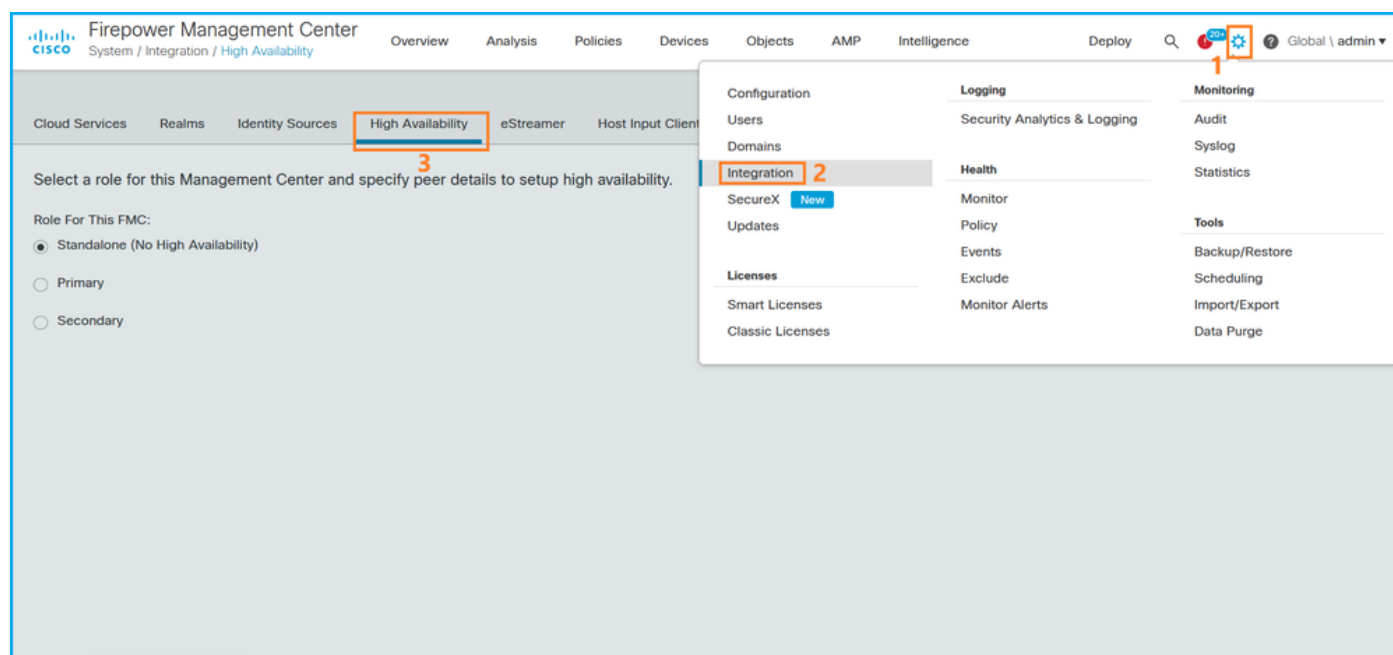 CISCO
Firepower Management Center
System / Integration / High Availability
Overview
Analysis
Policies
Devices
Objects
AMP
Intelligence
Deploy
20+
Global \ admin
1
Cloud Services
Realms
Identity Sources
High Availability
eStreamer
Host Input Client
3
Select a role for this Management Center and specify peer details to setup high availability.
Role For This FMC:
Standalone (No High Availability)
Primary
Secondary
Configuration
Users
Domains
Integration 2
SecureX New
Updates
Licenses
Smart Licenses
Classic Licenses
Logging
Security Analytics & Logging
Health
Monitor
Policy
Events
Exclude
Monitor Alerts
Monitoring
Audit
Syslog
Statistics
Tools
Backup/Restore
Scheduling
Import/Export
Data Purge